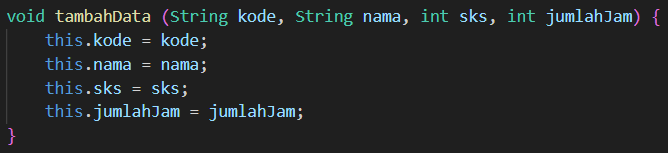 void tambahData (String kode, String nama, int sks, int jumlahJam) {
    this.kode = kode;
    this.nama = nama;
    this.sks = sks;
    this.jumlahJam = jumlahJam;
}